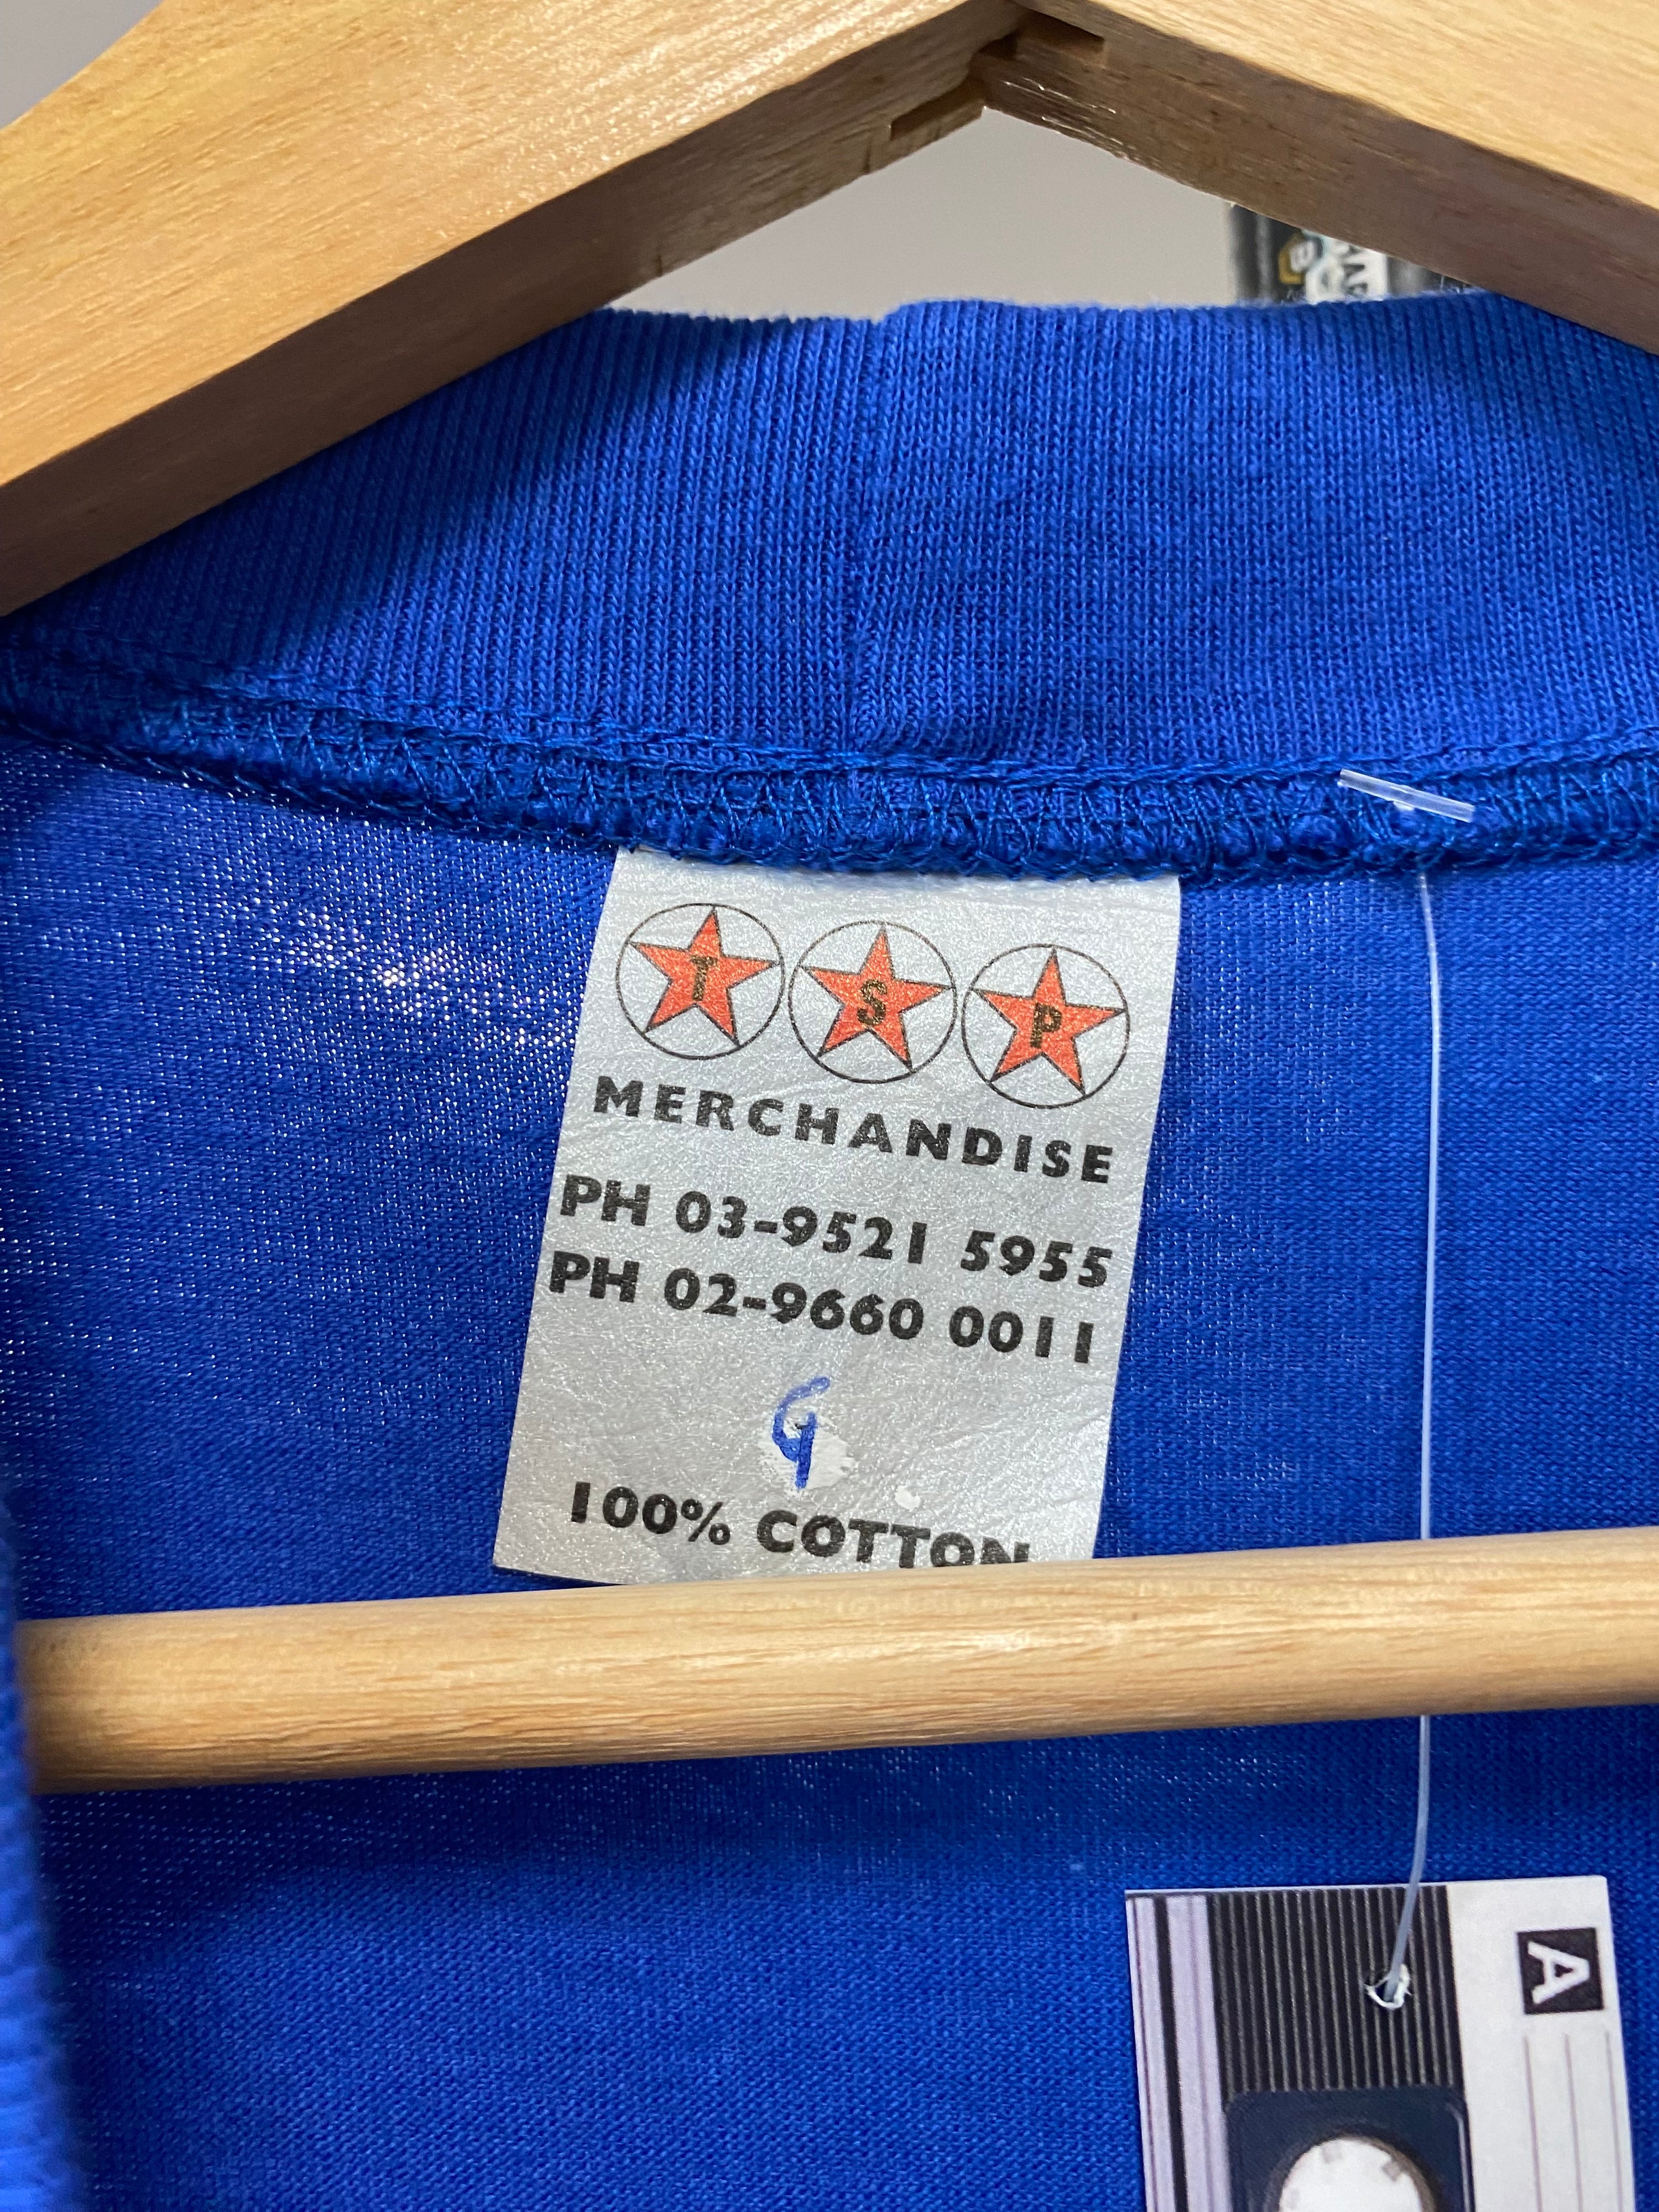 T S P
MERCHANDISE
PH 03-9521 5955
PH 02-9660 0011
G
100% COTTON
A